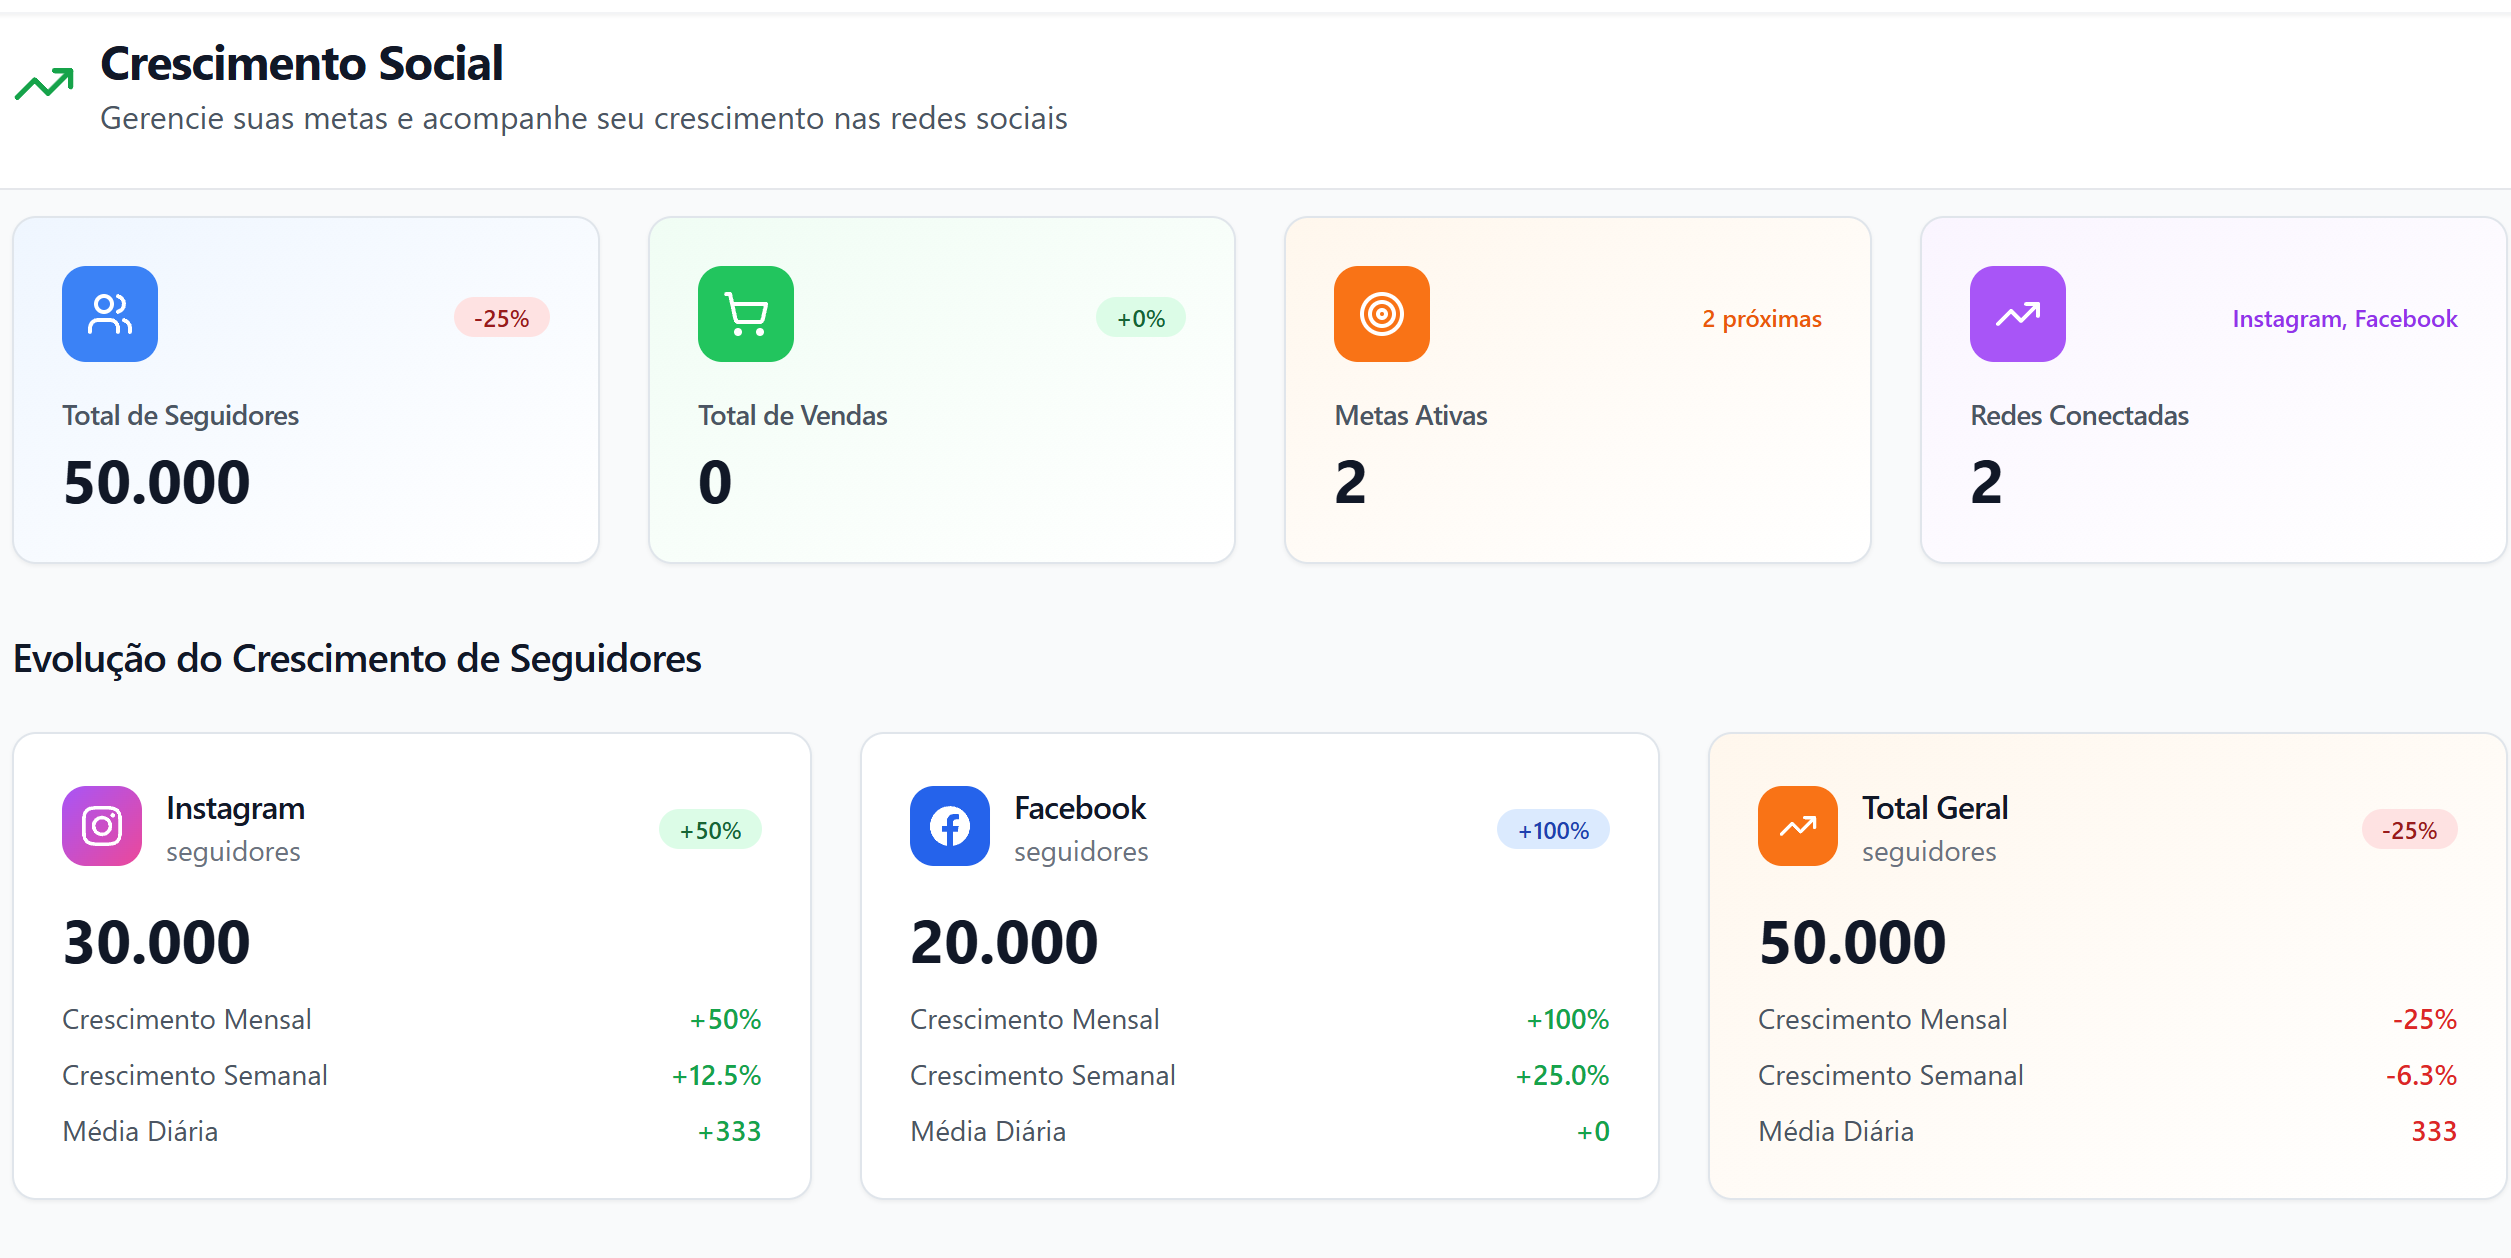 Crescimento Social
Gerencie suas metas e acompanhe seu crescimento nas redes sociais
-25%
Total de Seguidores
50.000
+0%
Total de Vendas
0
2 próximas
Metas Ativas
2
Instagram, Facebook
Redes Conectadas
2
Evolução do Crescimento de Seguidores
Instagram
seguidores
+50%
30.000
Crescimento Mensal +50%
Crescimento Semanal +12.5%
Média Diária +333
Facebook
seguidores
+100%
20.000
Crescimento Mensal +100%
Crescimento Semanal +25.0%
Média Diária +0
Total Geral
seguidores
-25%
50.000
Crescimento Mensal -25%
Crescimento Semanal -6.3%
Média Diária 333